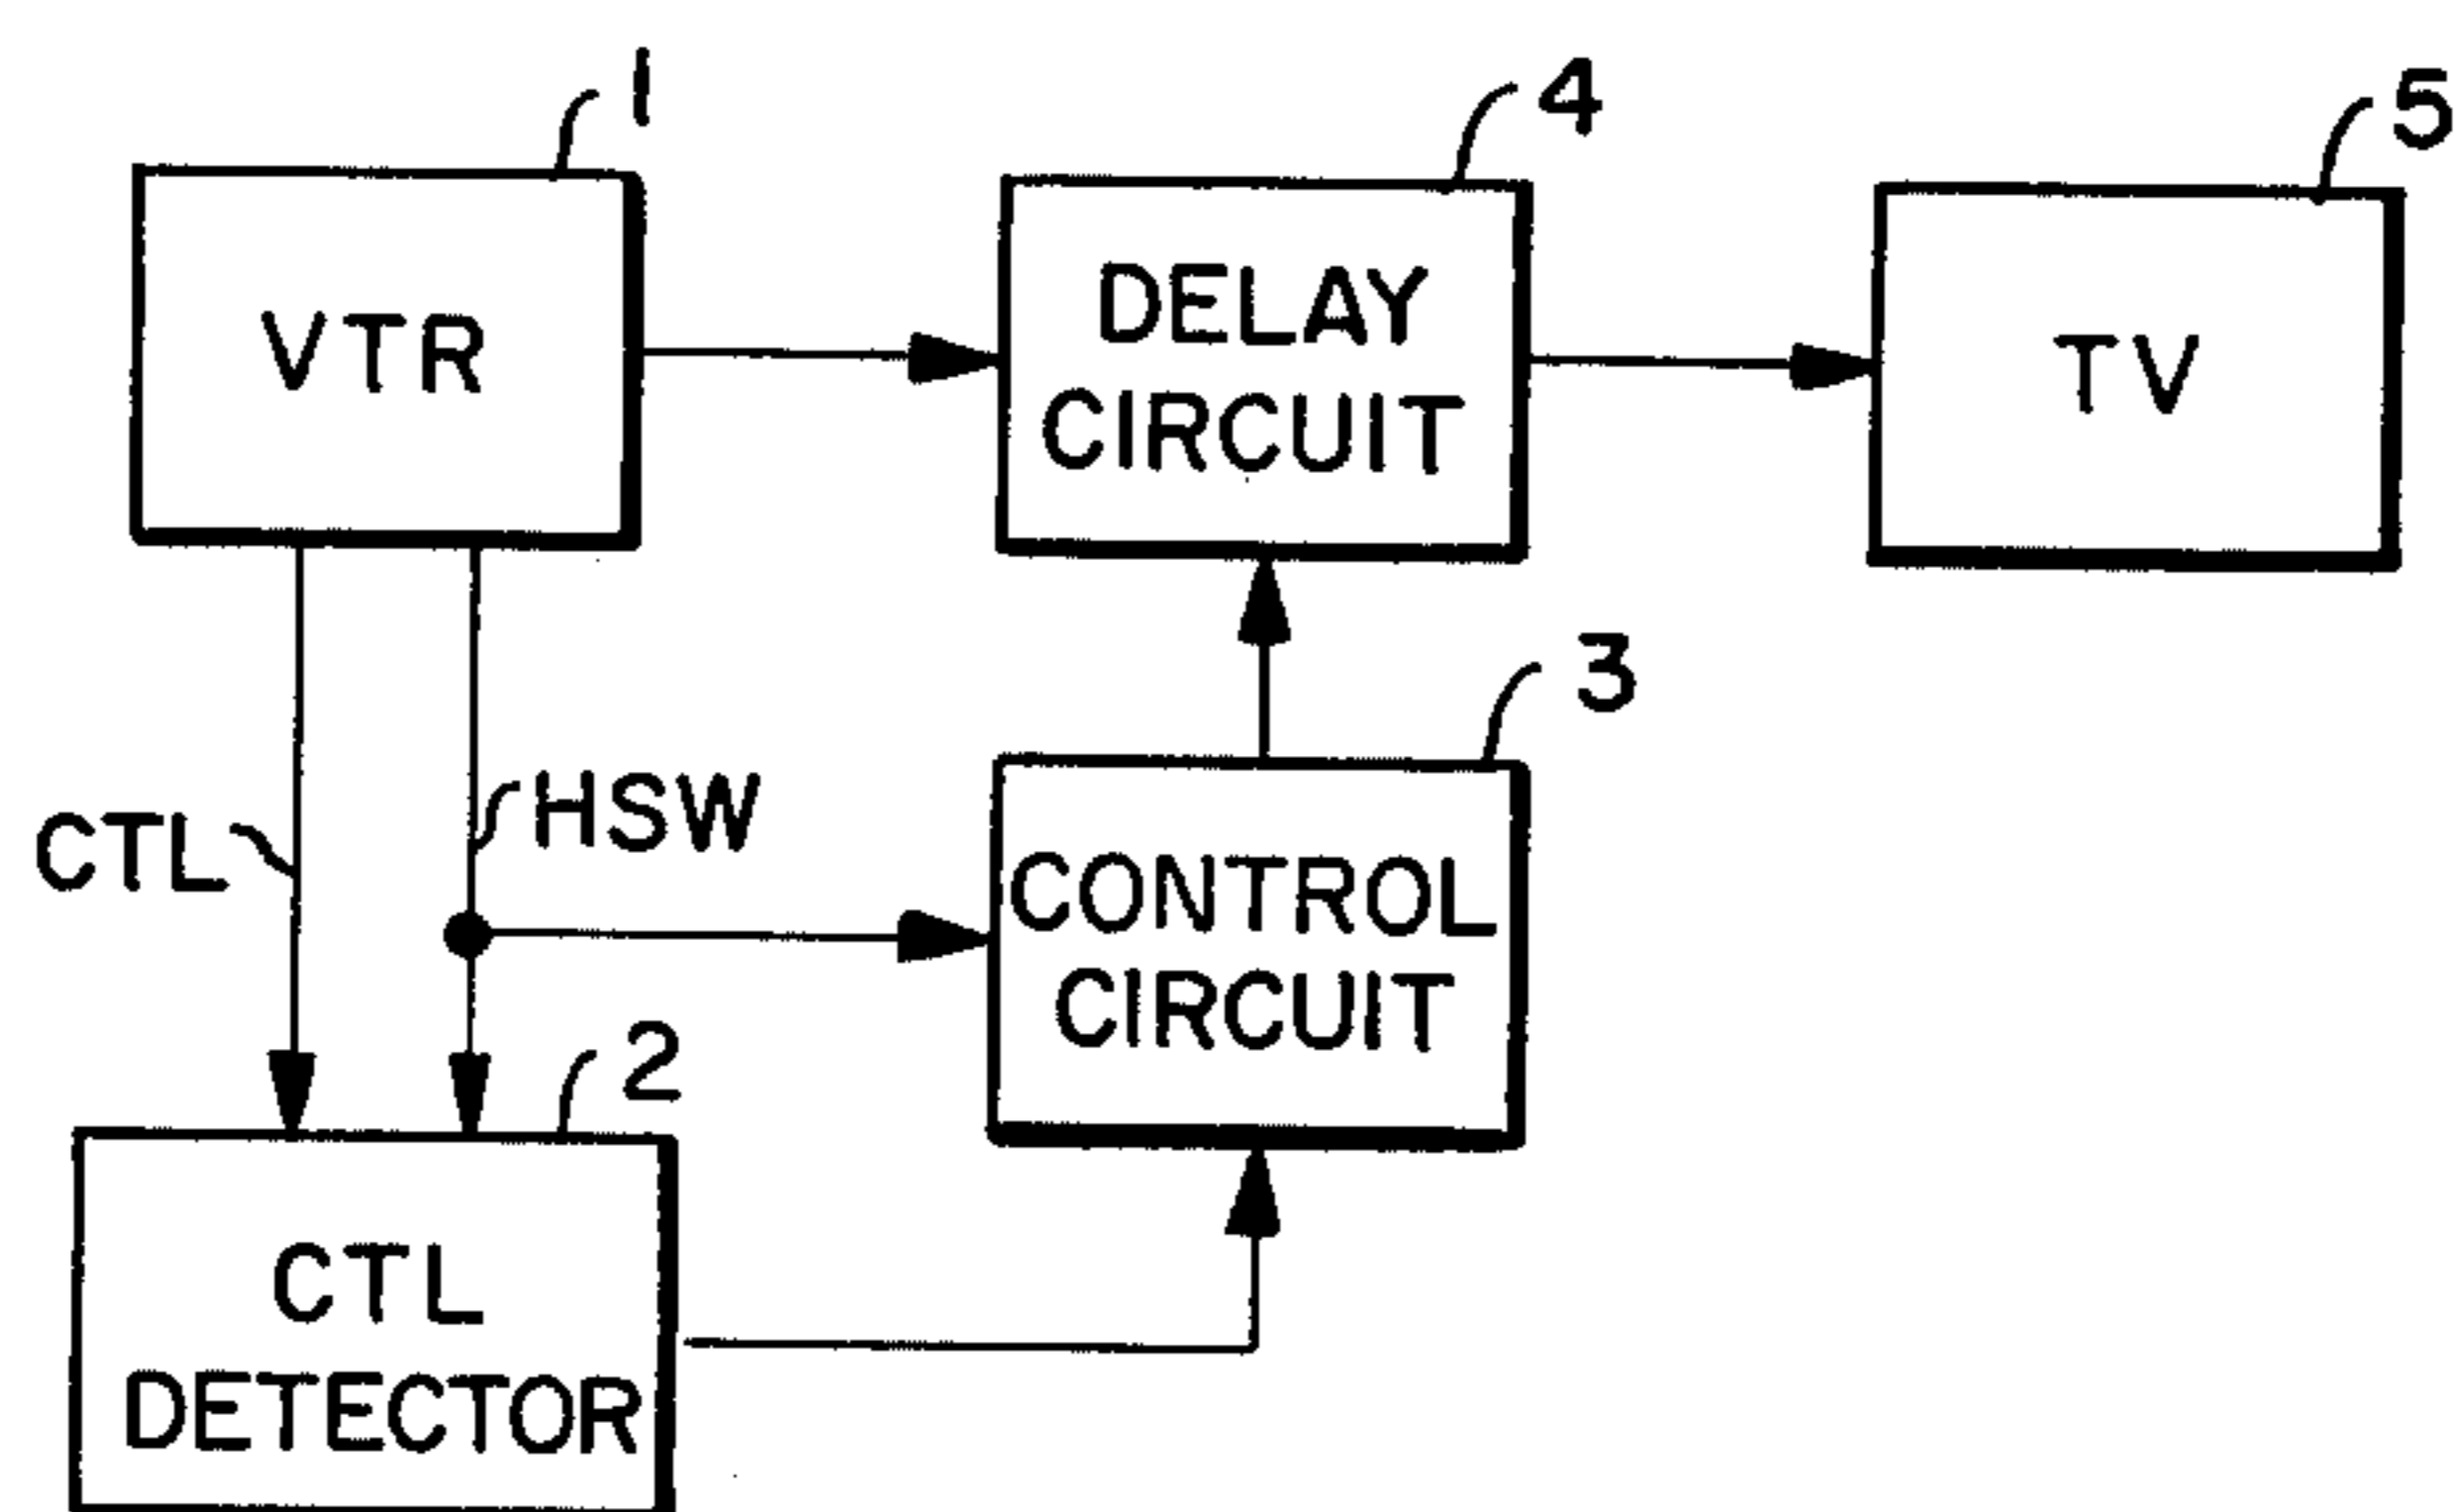 1
4
5
VTR
DELAY
CIRCUIT
TV
3
CTL
HSW
CONTROL
CIRCUIT
2
CTL
DETECTOR